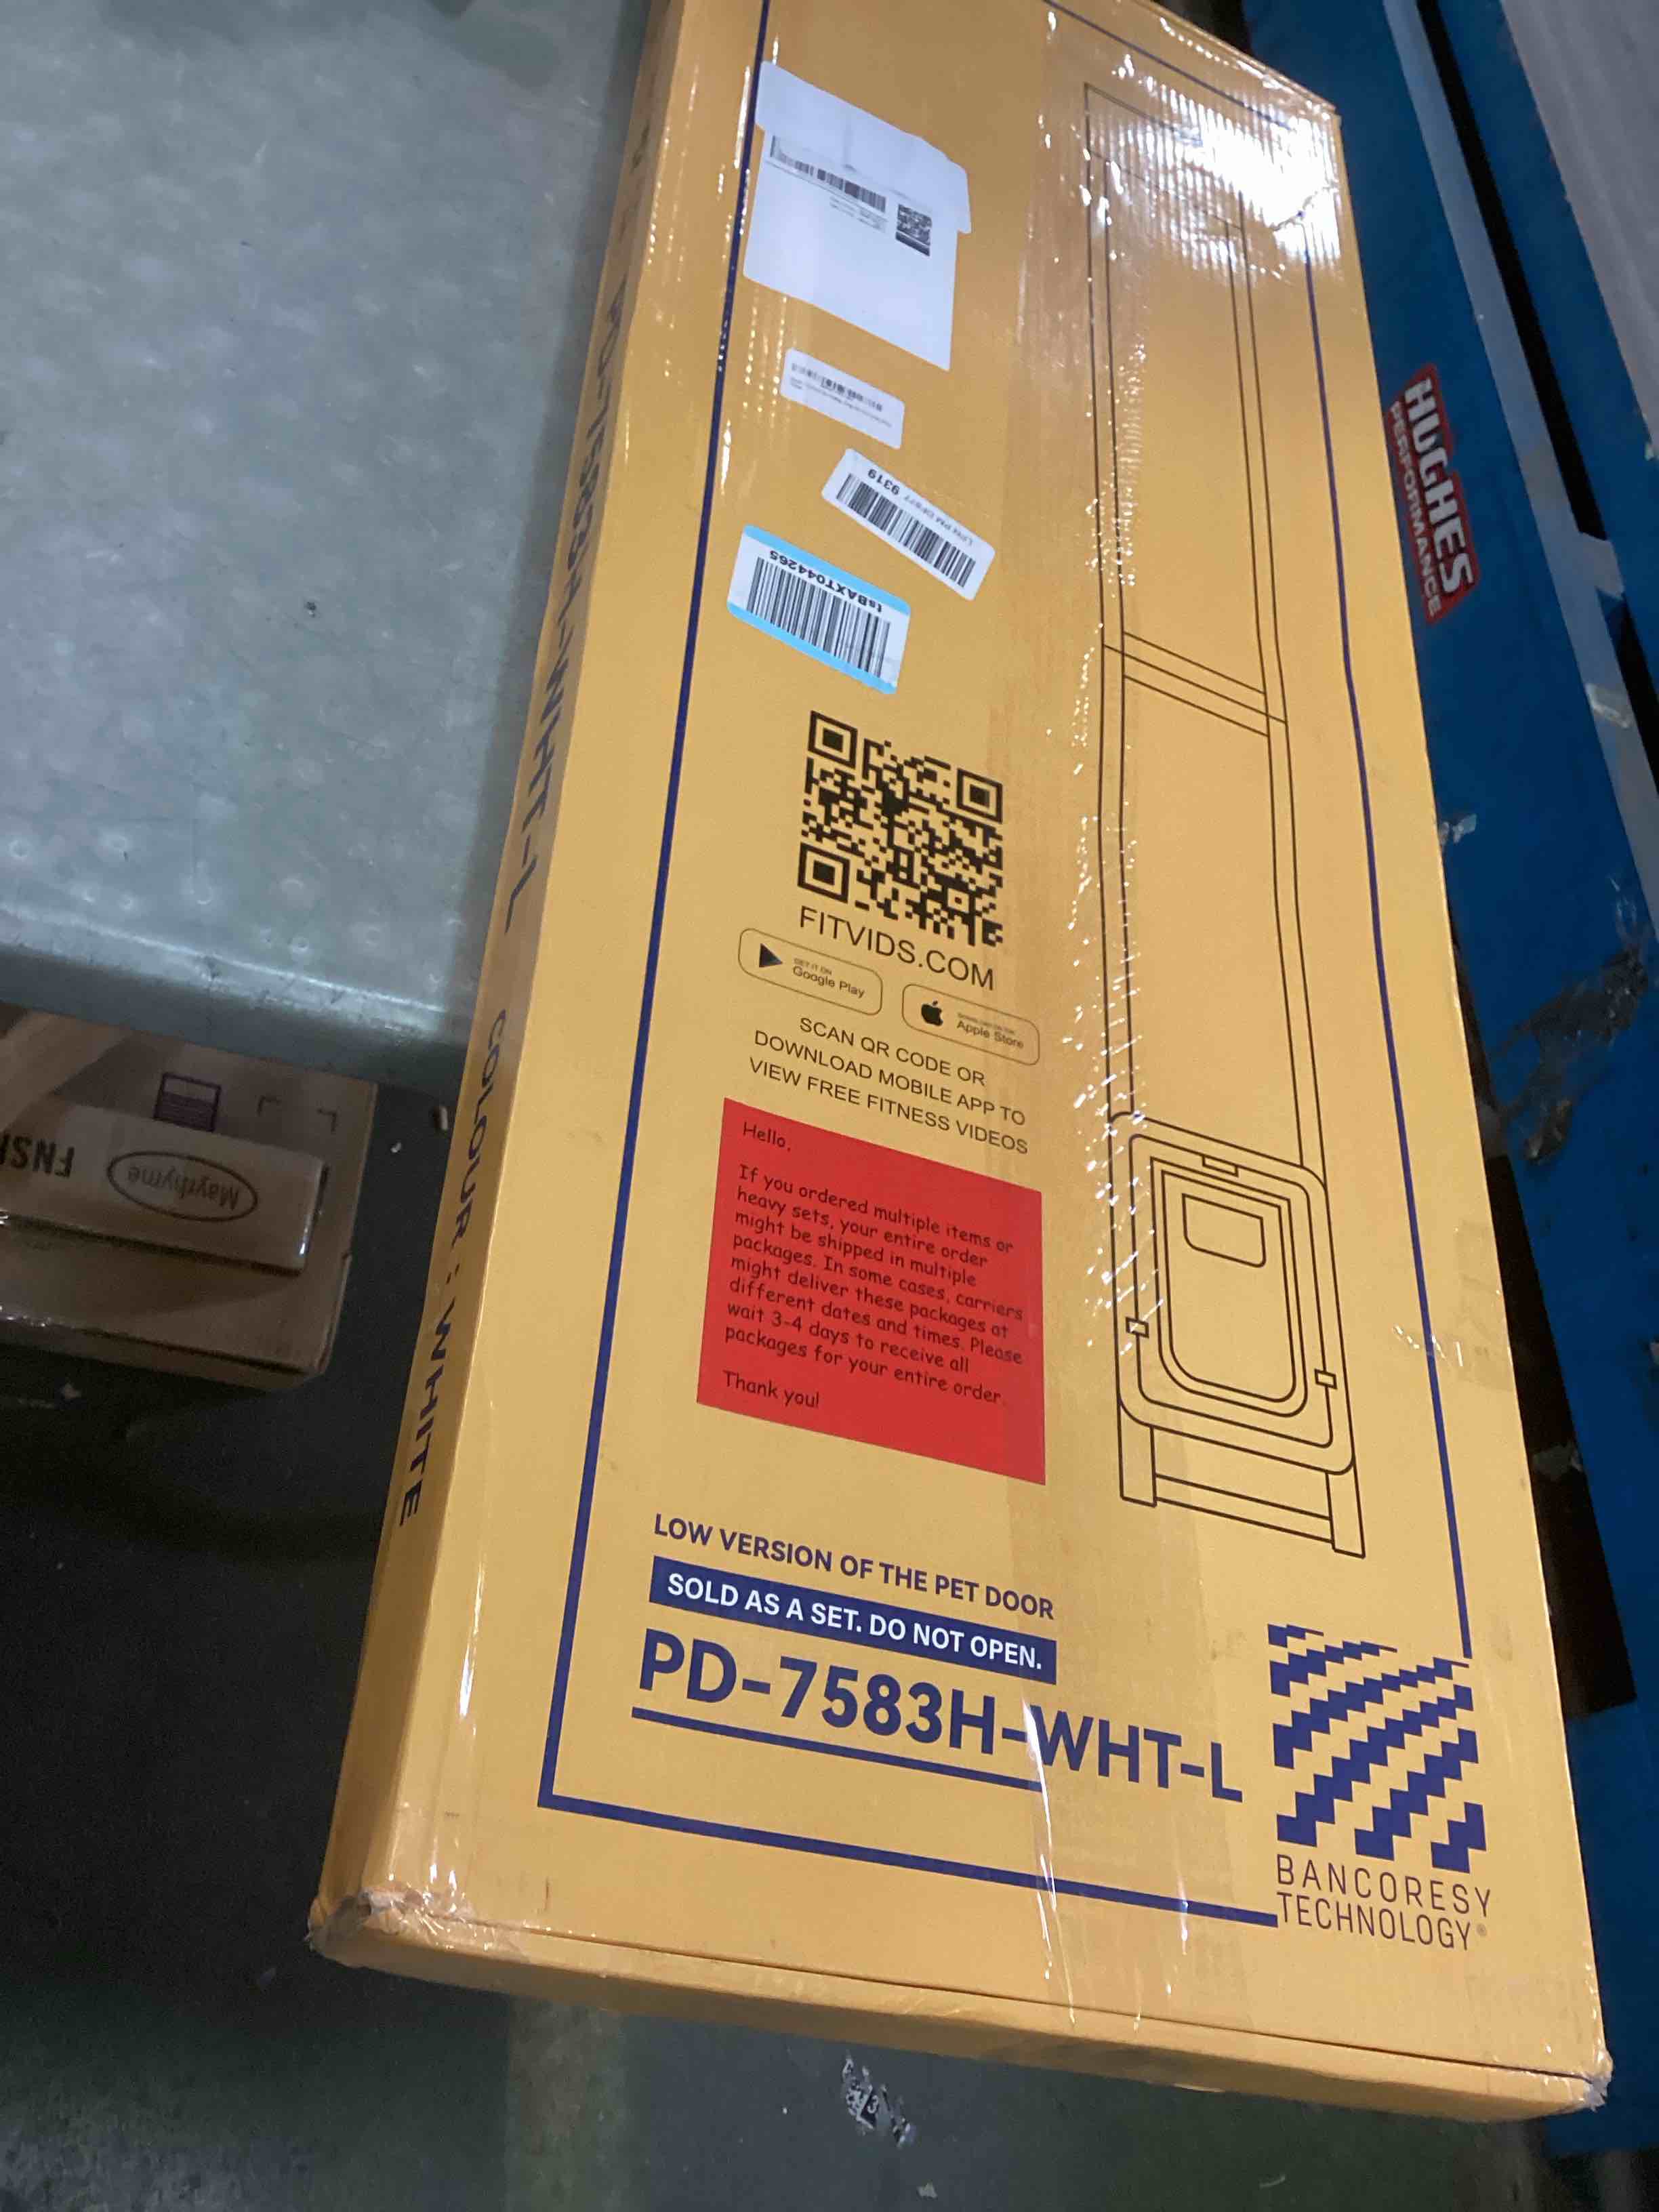 9319
tsBAXT044265
FITVIDS.COM
GET IT ON
Google Play
Apple Store
SCAN QR CODE OR
DOWNLOAD MOBILE APP TO
VIEW FREE FITNESS VIDEOS
Hello,
If you ordered multiple items or
heavy sets, your entire order
might be shipped in multiple
packages. In some cases, carriers
might deliver these packages at
different dates and times. Please
wait 3-4 days to receive all
packages for your entire order.
Thank you!
LOW VERSION OF THE PET DOOR
SOLD AS A SET. DO NOT OPEN.
PD-7583H-WHT-L
BANCORESY
TECHNOLOGY®
PD-7583H-WHT-L COLOUR : WHITE
HUGHES
PERFORMANCE
Mayrhyme